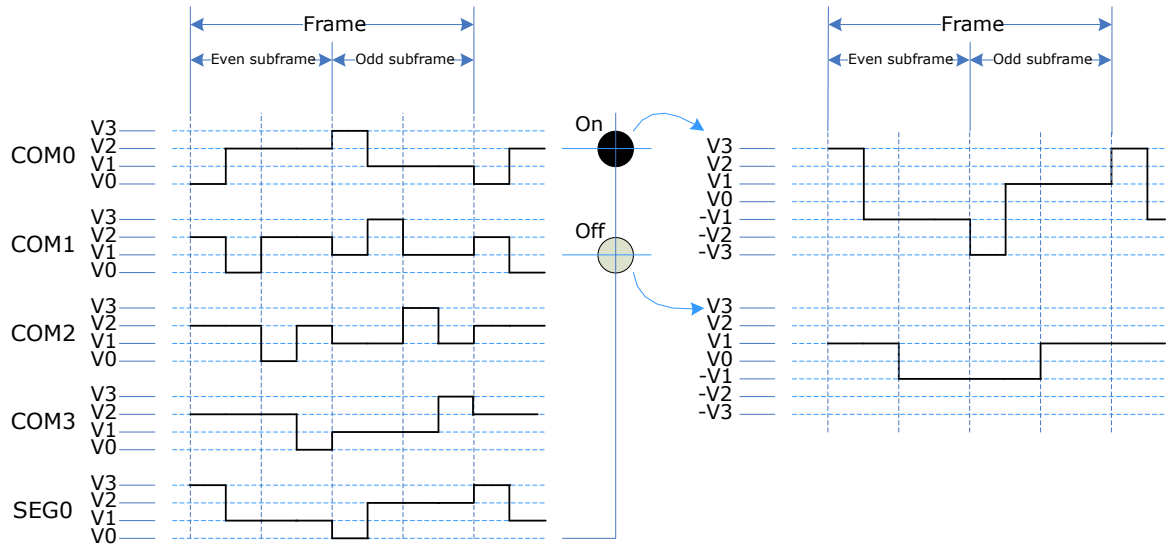 Frame
Even subframe
Odd subframe
COM0
V3
V2
V1
V0
COM1
V3
V2
V1
V0
COM2
V3
V2
V1
V0
COM3
V3
V2
V1
V0
SEG0
V3
V2
V1
V0
On
Off
Frame
Even subframe
Odd subframe
V3
V2
V1
V0
-V1
-V2
-V3
V3
V2
V1
V0
-V1
-V2
-V3